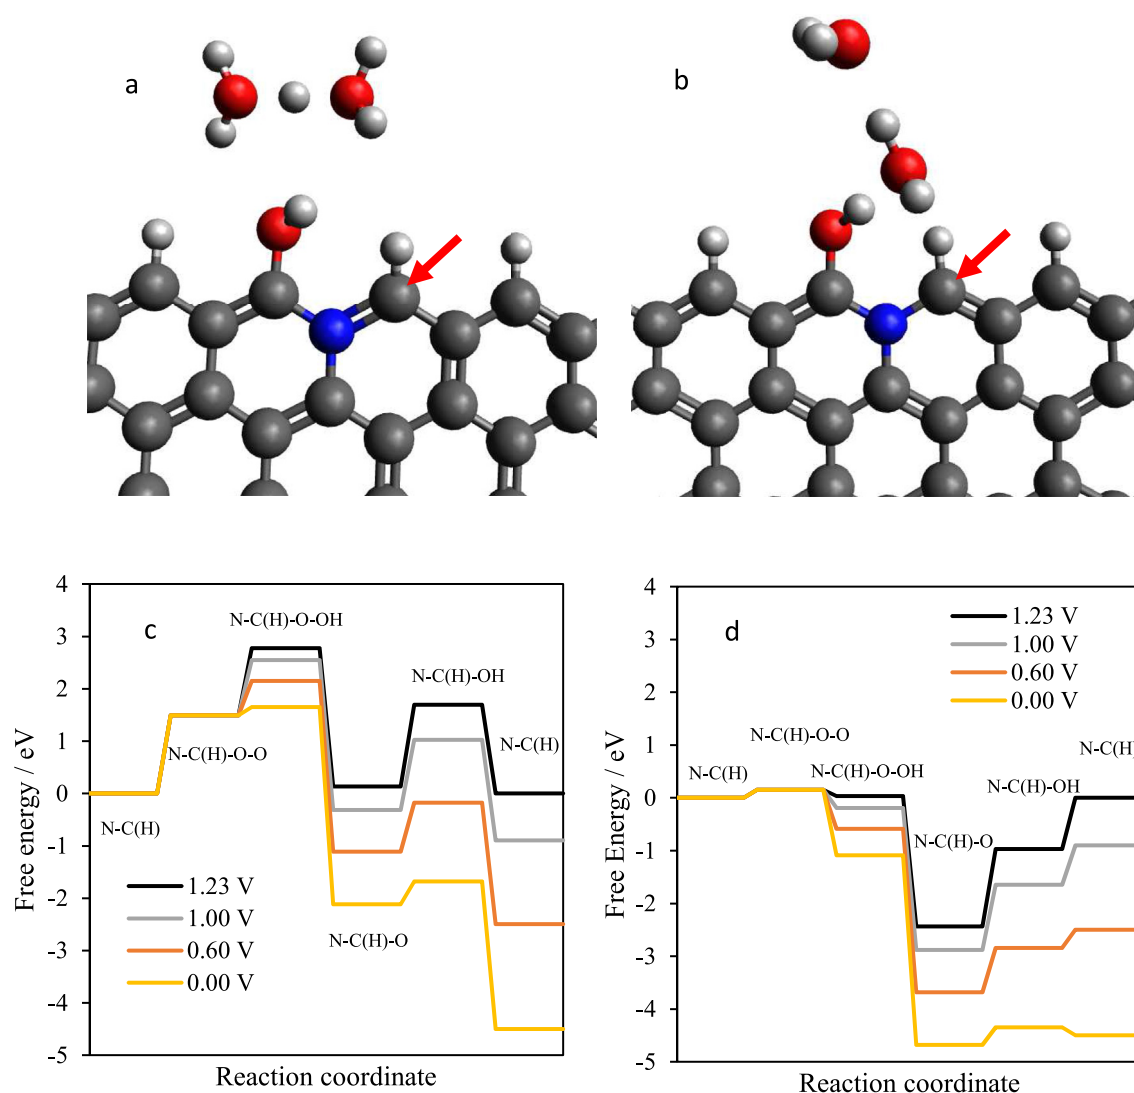 a
b
4
3
2
1
0
-1
-2
-3
-4
-5
Free energy / eV
c
N-C(H)-O-OH
N-C(H)-OH
N-C(H)
N-C(H)-O-O
N-C(H)
N-C(H)-O
1.23 V
1.00 V
0.60 V
0.00 V
Reaction coordinate
4
3
2
1
0
-1
-2
-3
-4
-5
Free Energy / eV
d
1.23 V
1.00 V
0.60 V
0.00 V
N-C(H)-O-O
N-C(H)
N-C(H)
N-C(H)-O-OH
N-C(H)-OH
N-C(H)-O
Reaction coordinate